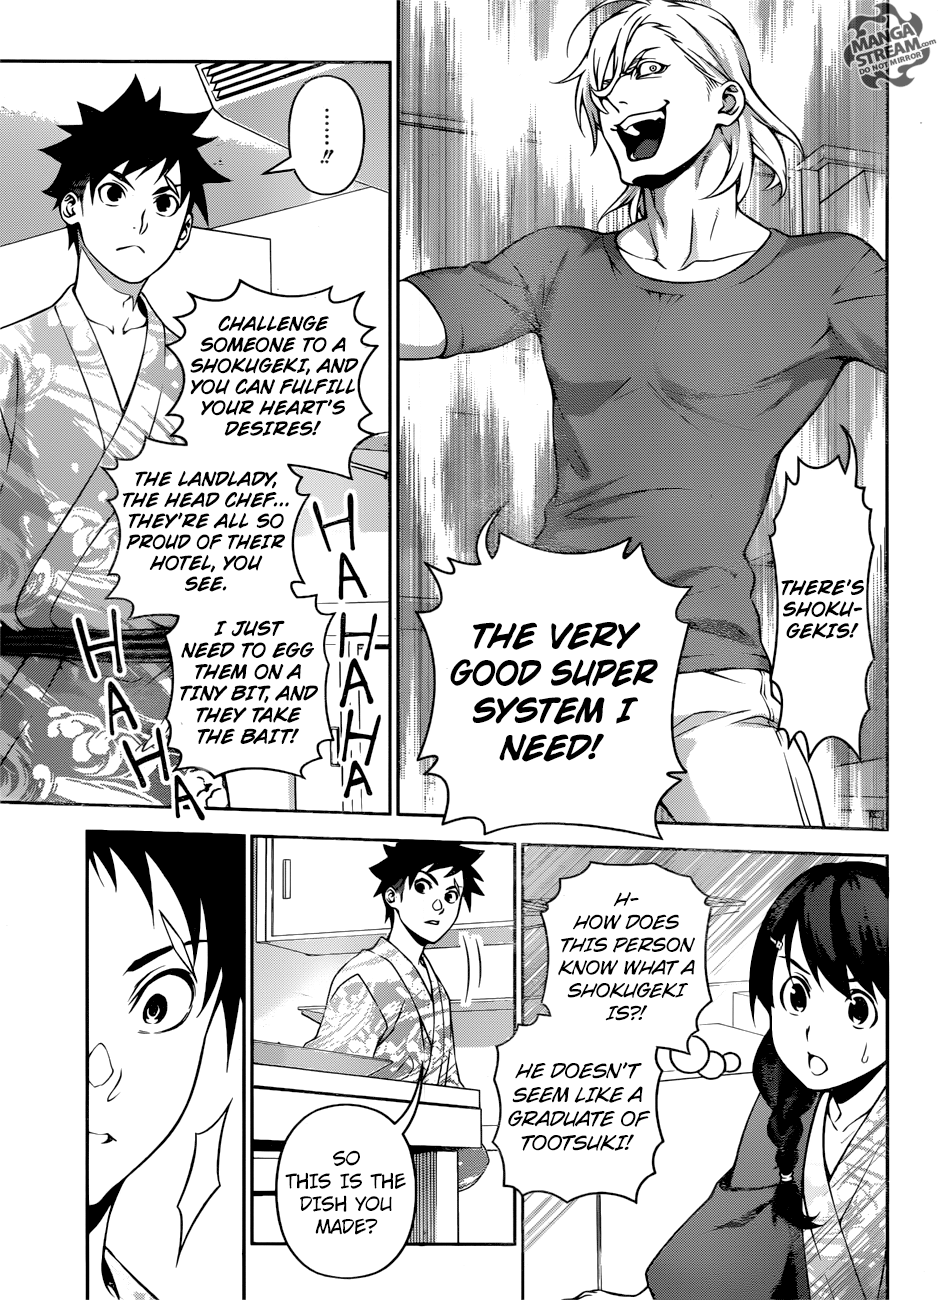 MANGA
STREAM.com
DO NOT MIRROR
THERE'S
SHOKU-
GEKIS!
THE VERY
GOOD SUPER
SYSTEM I
NEED!
........!!
CHALLENGE
SOMEONE TO A
SHOKUGEKI, AND
YOU CAN FULFILL
YOUR HEART'S
DESIRES!
THE LANDLADY,
THE HEAD CHEF...
THEY'RE ALL SO
PROUD OF THEIR
HOTEL, YOU
SEE.
I JUST
NEED TO EGG
THEM ON A
TINY BIT, AND
THEY TAKE
THE BAIT!
HAHAHAHA
HAHA
H-
HOW DOES
THIS PERSON
KNOW WHAT A
SHOKUGEKI
IS?!
HE DOESN'T
SEEM LIKE A
GRADUATE OF
TOOTSUKI!
SO
THIS IS THE
DISH YOU
MADE?